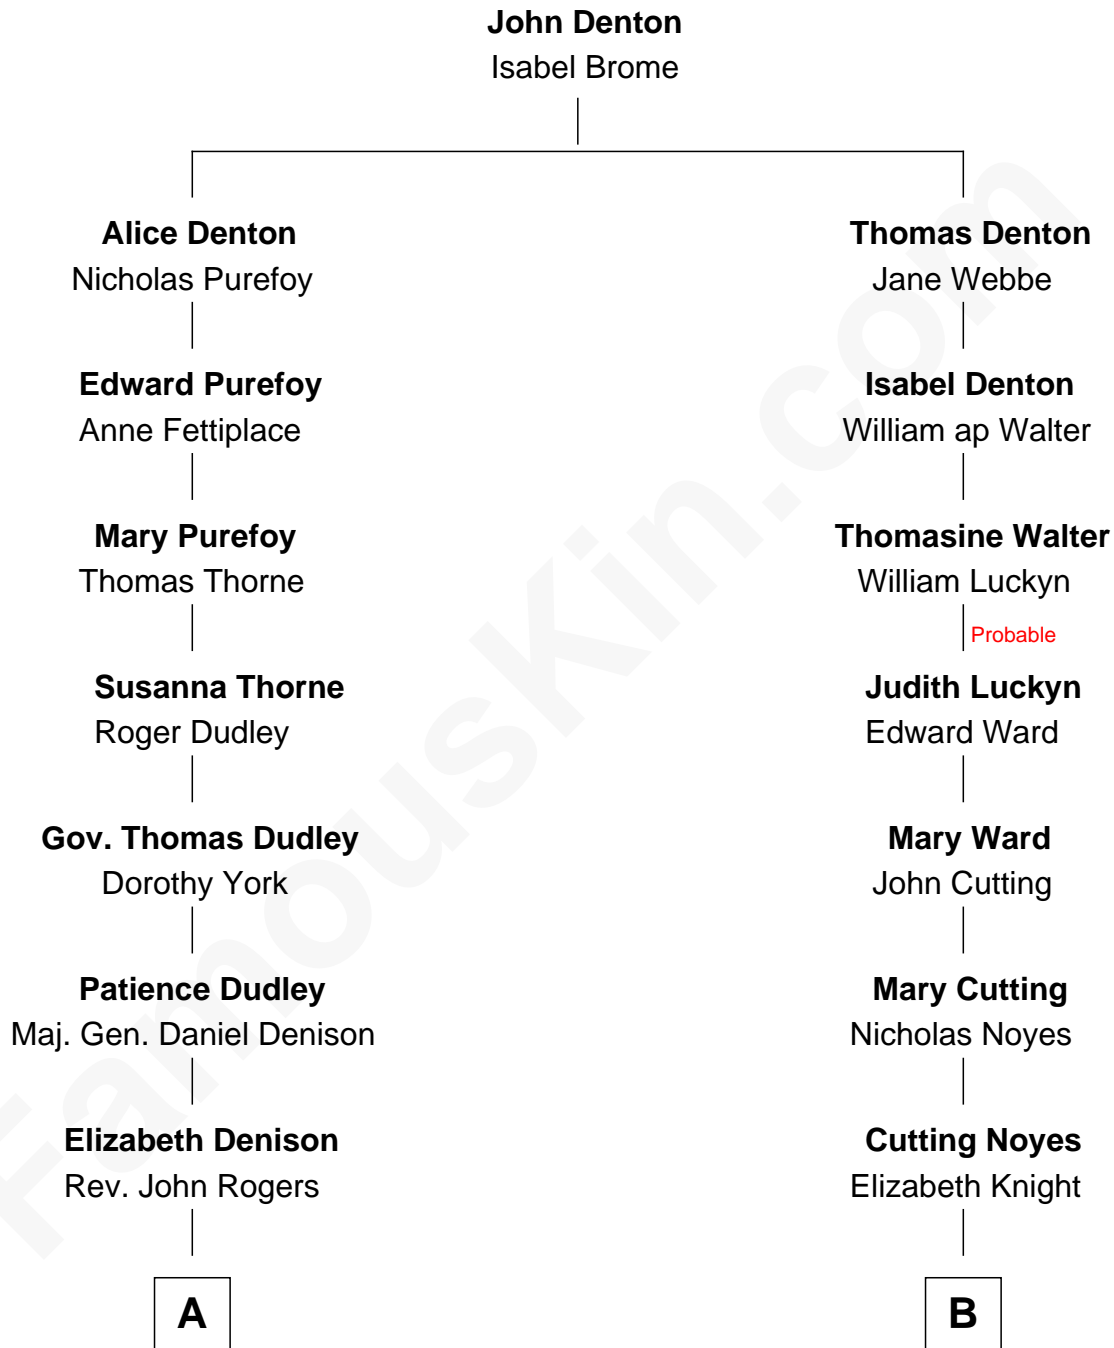 John Denton
Isabel Brome
Alice Denton
Nicholas Purefoy
Thomas Denton
Jane Webbe
Edward Purefoy
Anne Fettiplace
Isabel Denton
William ap Walter
Mary Purefoy
Thomas Thorne
Thomasine Walter
William Luckyn
Probable
Susanna Thorne
Roger Dudley
Judith Luckyn
Edward Ward
Gov. Thomas Dudley
Dorothy York
Mary Ward
John Cutting
Patience Dudley
Maj. Gen. Daniel Denison
Mary Cutting
Nicholas Noyes
Elizabeth Denison
Rev. John Rogers
Cutting Noyes
Elizabeth Knight
A
B
FamousKin.com